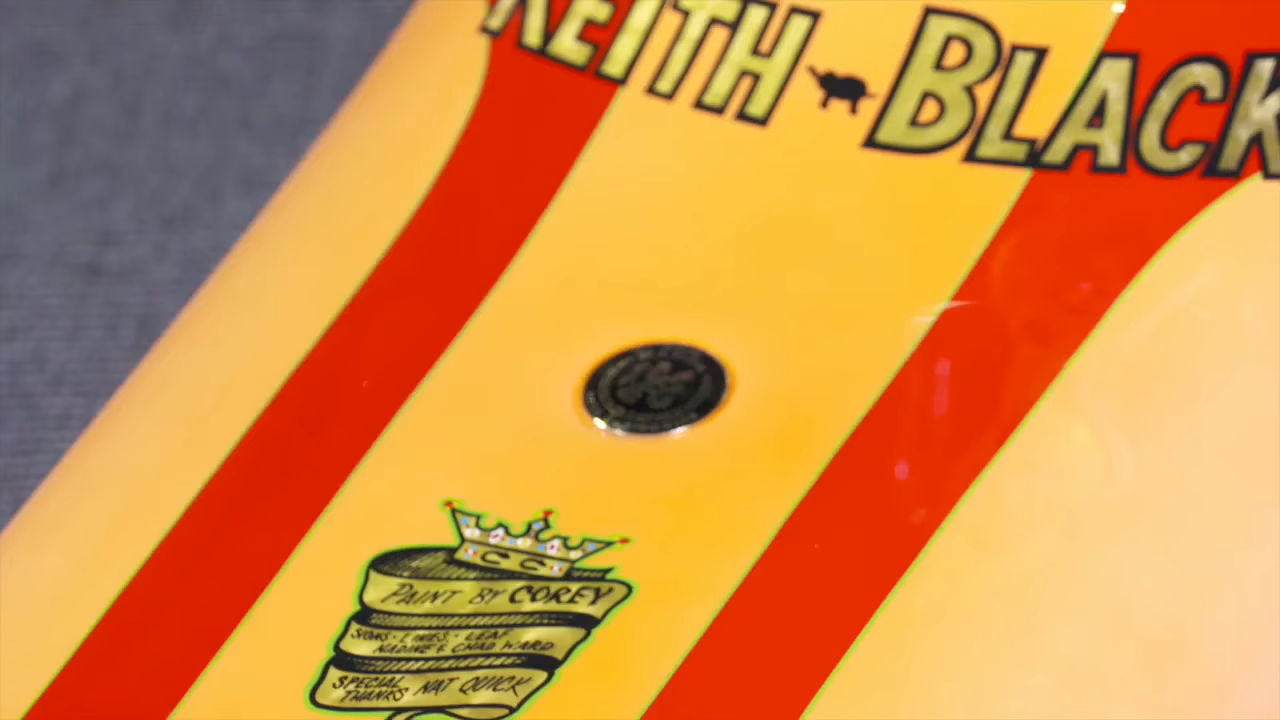 KEITH BLACK
PAINT BY COREY
SIGNS · LINES · LEAF
NADINE & CHAD WARD
SPECIAL
THANKS NAT QUICK